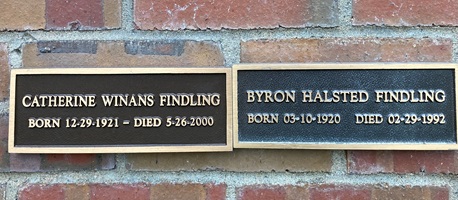 CATHERINE WINANS FINDLING
BORN 12-29-1921 - DIED 5-26-2000
BYRON HALSTED FINDLING
BORN 03-10-1920 DIED 02-29-1992